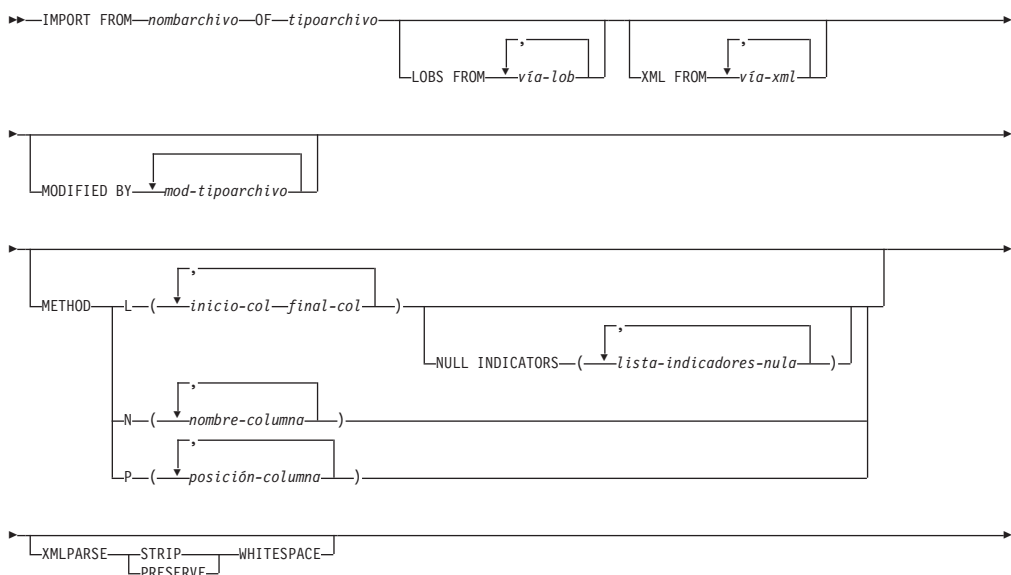 IMPORT FROM nombarchivo OF tipoarchivo
,
LOBS FROM vía-lob
,
XML FROM vía-xml
MODIFIED BY mod-tipoarchivo
METHOD L ( 
,
inicio-col final-col )
,
NULL INDICATORS ( lista-indicadores-nula )
,
N ( nombre-columna )
,
P ( posición-columna )
XMLPARSE STRIP WHITESPACE
PRESERVE